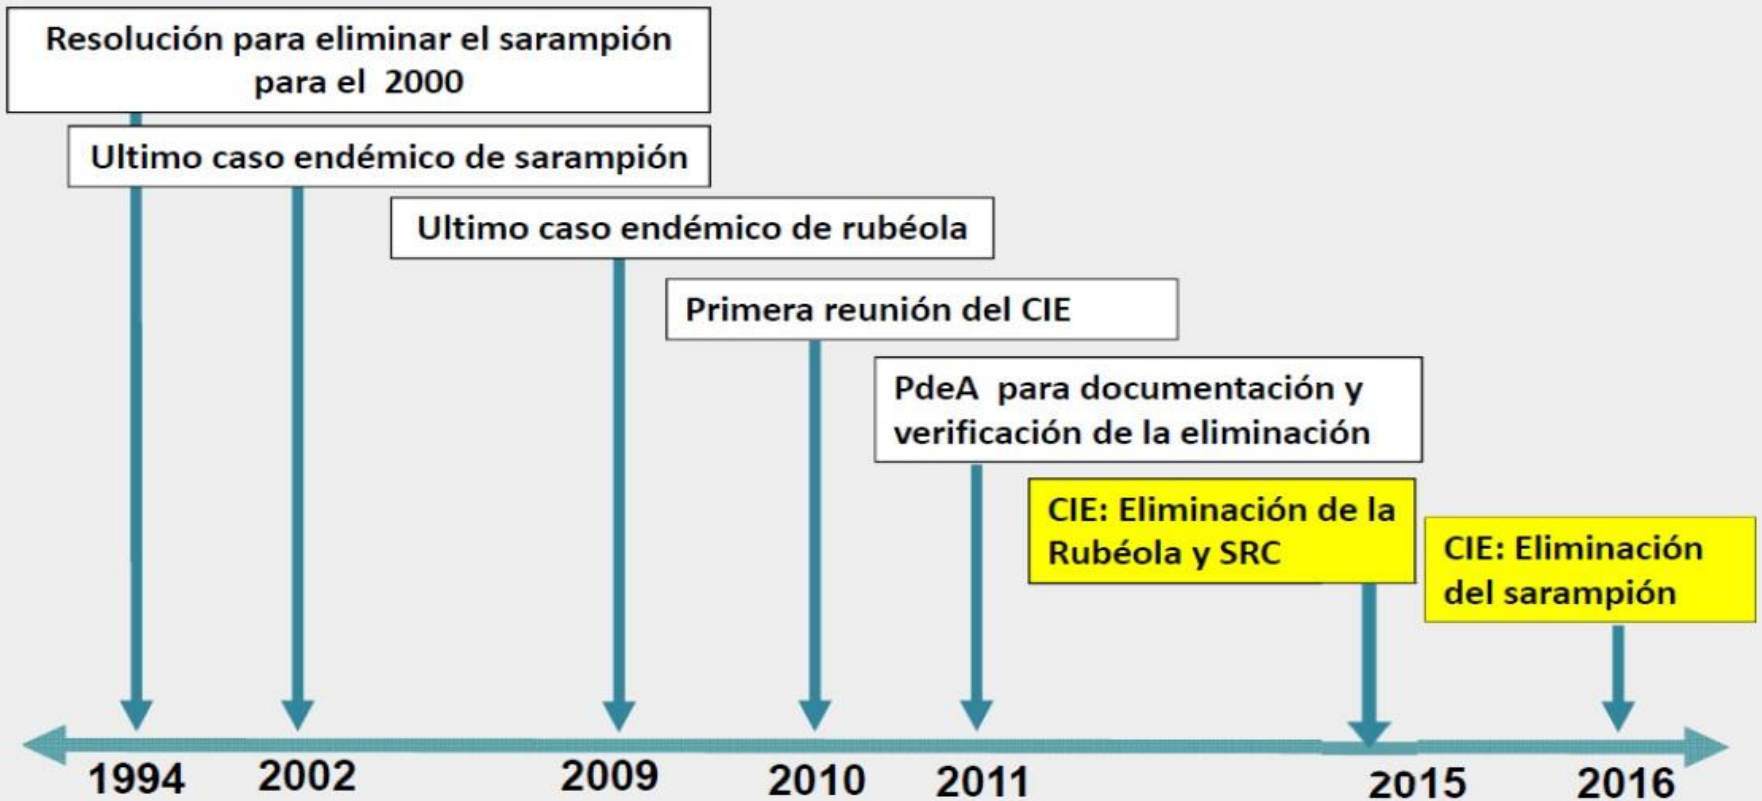 Resolución para eliminar el sarampión
para el 2000
Ultimo caso endémico de sarampión
Ultimo caso endémico de rubéola
Primera reunión del CIE
PdeA para documentación y
verificación de la eliminación
CIE: Eliminación de la
Rubéola y SRC
CIE: Eliminación
del sarampión
1994 2002 2009 2010 2011 2015 2016